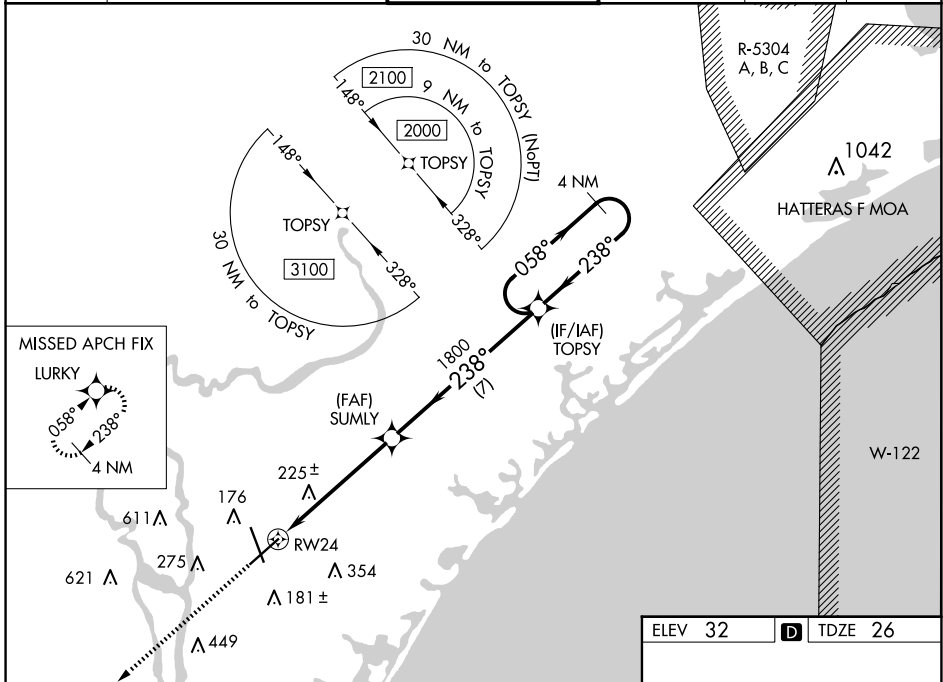 30 NM to TOPSY (NoPT)
2100
9 NM to TOPSY
2000
148°
TOPSY
328°
148°
TOPSY
328°
3100
30 NM to TOPSY
R-5304
A, B, C
1042
HATTERAS F MOA
4 NM
058°
238°
(IF/IAF)
TOPSY
1800
238°
(7)
MISSED APCH FIX
LURKY
058°
238°
4 NM
(FAF)
SUMLY
W-122
225±
176
611
RW24
275
354
621
181±
449
ELEV 32
D
TDZE 26